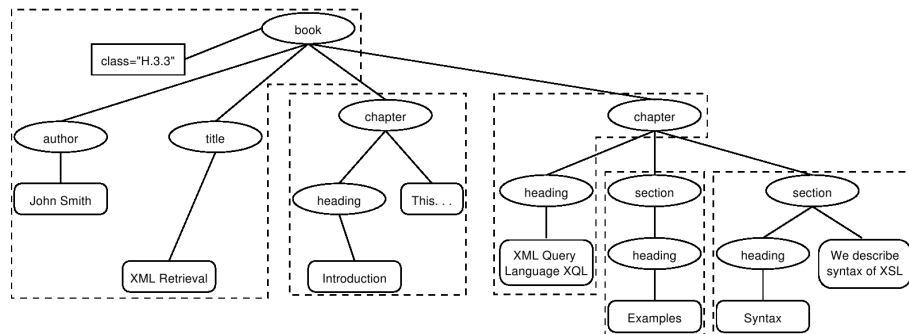 book
class="H.3.3"
author
title
chapter
chapter
John Smith
heading
This. . .
heading
section
section
XML Retrieval
Introduction
XML Query
Language XQL
heading
heading
We describe
syntax of XSL
Examples
Syntax